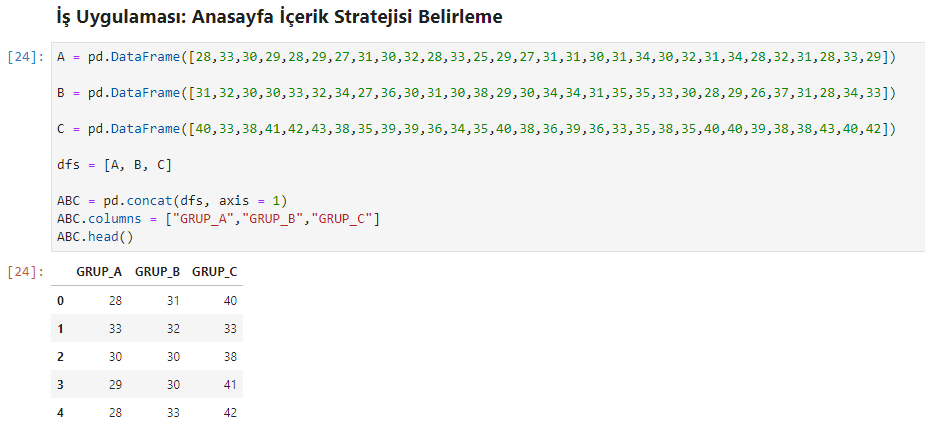 İş Uygulaması: Anasayfa İçerik Stratejisi Belirleme
[24]: A = pd.DataFrame([28,33,30,29,28,29,27,31,30,32,28,33,25,29,27,31,31,30,31,34,30,32,31,34,28,32,31,28,33,29])
B = pd.DataFrame([31,32,30,30,33,32,34,27,36,30,31,30,38,29,30,34,34,31,35,35,33,30,28,29,26,37,31,28,34,33])
C = pd.DataFrame([40,33,38,41,42,43,38,35,39,39,36,34,35,40,38,36,39,36,33,35,38,35,40,40,39,38,38,43,40,42])
dfs = [A, B, C]
ABC = pd.concat(dfs, axis = 1)
ABC.columns = ["GRUP_A","GRUP_B","GRUP_C"]
ABC.head()
[24]: GRUP_A GRUP_B GRUP_C
0 28 31 40
1 33 32 33
2 30 30 38
3 29 30 41
4 28 33 42